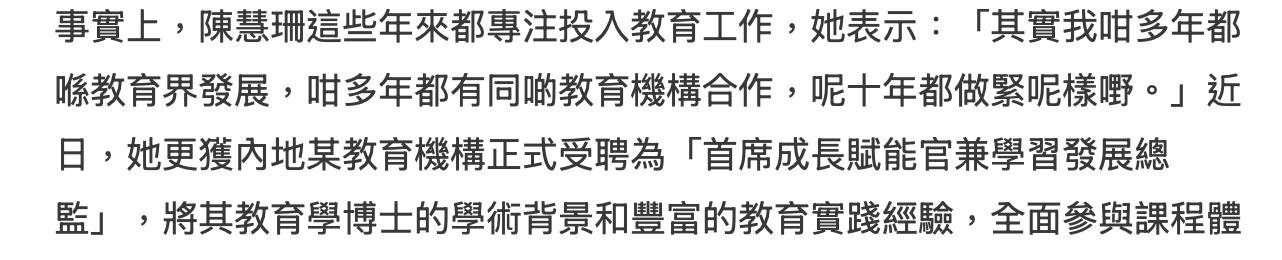 事實上，陳慧珊這些年來都專注投入教育工作，她表示：「其實我咁多年都
喺教育界發展，咁多年都有同啲教育機構合作，呢十年都做緊呢樣嘢。」近
日，她更獲內地某教育機構正式受聘為「首席成長賦能官兼學習發展總
監」，將其教育學博士的學術背景和豐富的教育實踐經驗，全面參與課程體